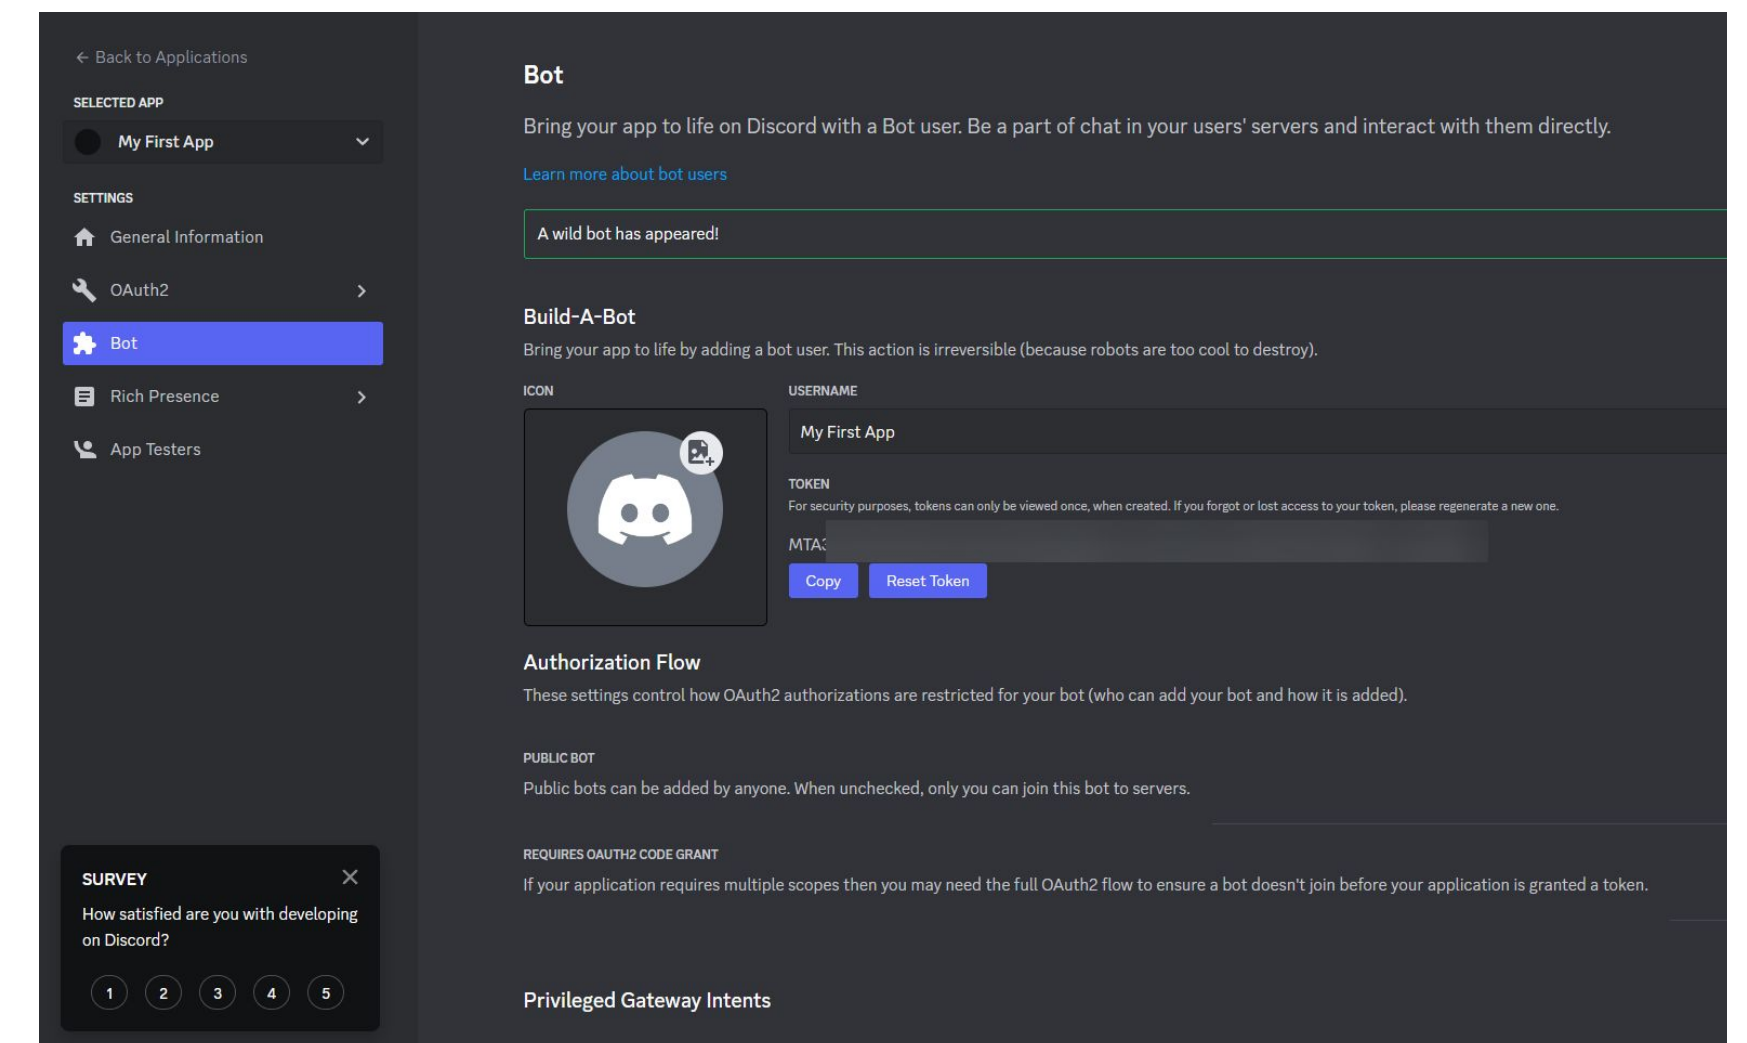 Back to Applications
SELECTED APP
My First App
SETTINGS
General Information
OAuth2
Bot
Rich Presence
App Testers
SURVEY
How satisfied are you with developing
on Discord?
1 2 3 4 5
Bot
Bring your app to life on Discord with a Bot user. Be a part of chat in your users' servers and interact with them directly.
Learn more about bot users
A wild bot has appeared!
Build-A-Bot
Bring your app to life by adding a bot user. This action is irreversible (because robots are too cool to destroy).
ICON
USERNAME
My First App
TOKEN
For security purposes, tokens can only be viewed once, when created. If you forgot or lost access to your token, please regenerate a new one.
Copy
Reset Token
Authorization Flow
These settings control how OAuth2 authorizations are restricted for your bot (who can add your bot and how it is added).
PUBLIC BOT
Public bots can be added by anyone. When unchecked, only you can join this bot to servers.
REQUIRES OAUTH2 CODE GRANT
If your application requires multiple scopes then you may need the full OAuth2 flow to ensure a bot doesn't join before your application is granted a token.
Privileged Gateway Intents